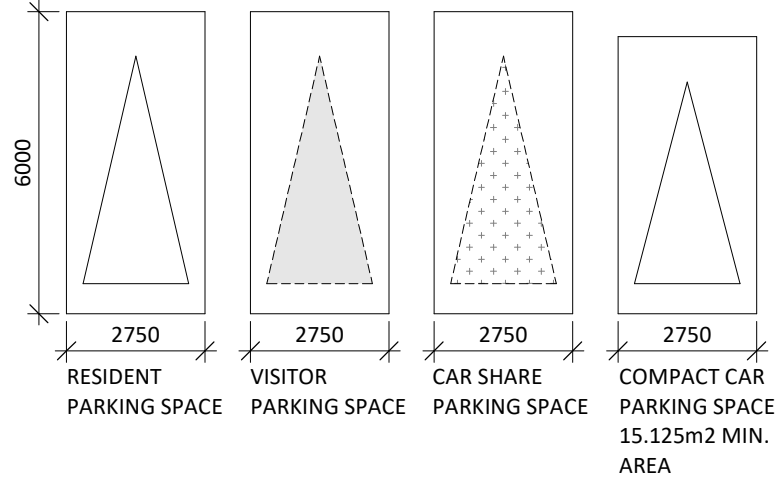 6000
2750
2750
2750
2750
RESIDENT
PARKING SPACE
VISITOR
PARKING SPACE
CAR SHARE
PARKING SPACE
COMPACT CAR
PARKING SPACE
15.125m2 MIN.
AREA